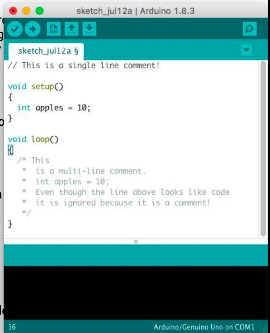 sketch_jul12a | Arduino 1.8.3
sketch_jul12a §
// This is a single line comment!
void setup()
{
int apples = 10;
}
void loop()
{
/* This
* is a multi-line comment.
* int apples = 10;
* Even though the line above looks like code
* it is ignored because it is a comment!
*/
}
16
Arduino/Genuino Uno on COM1